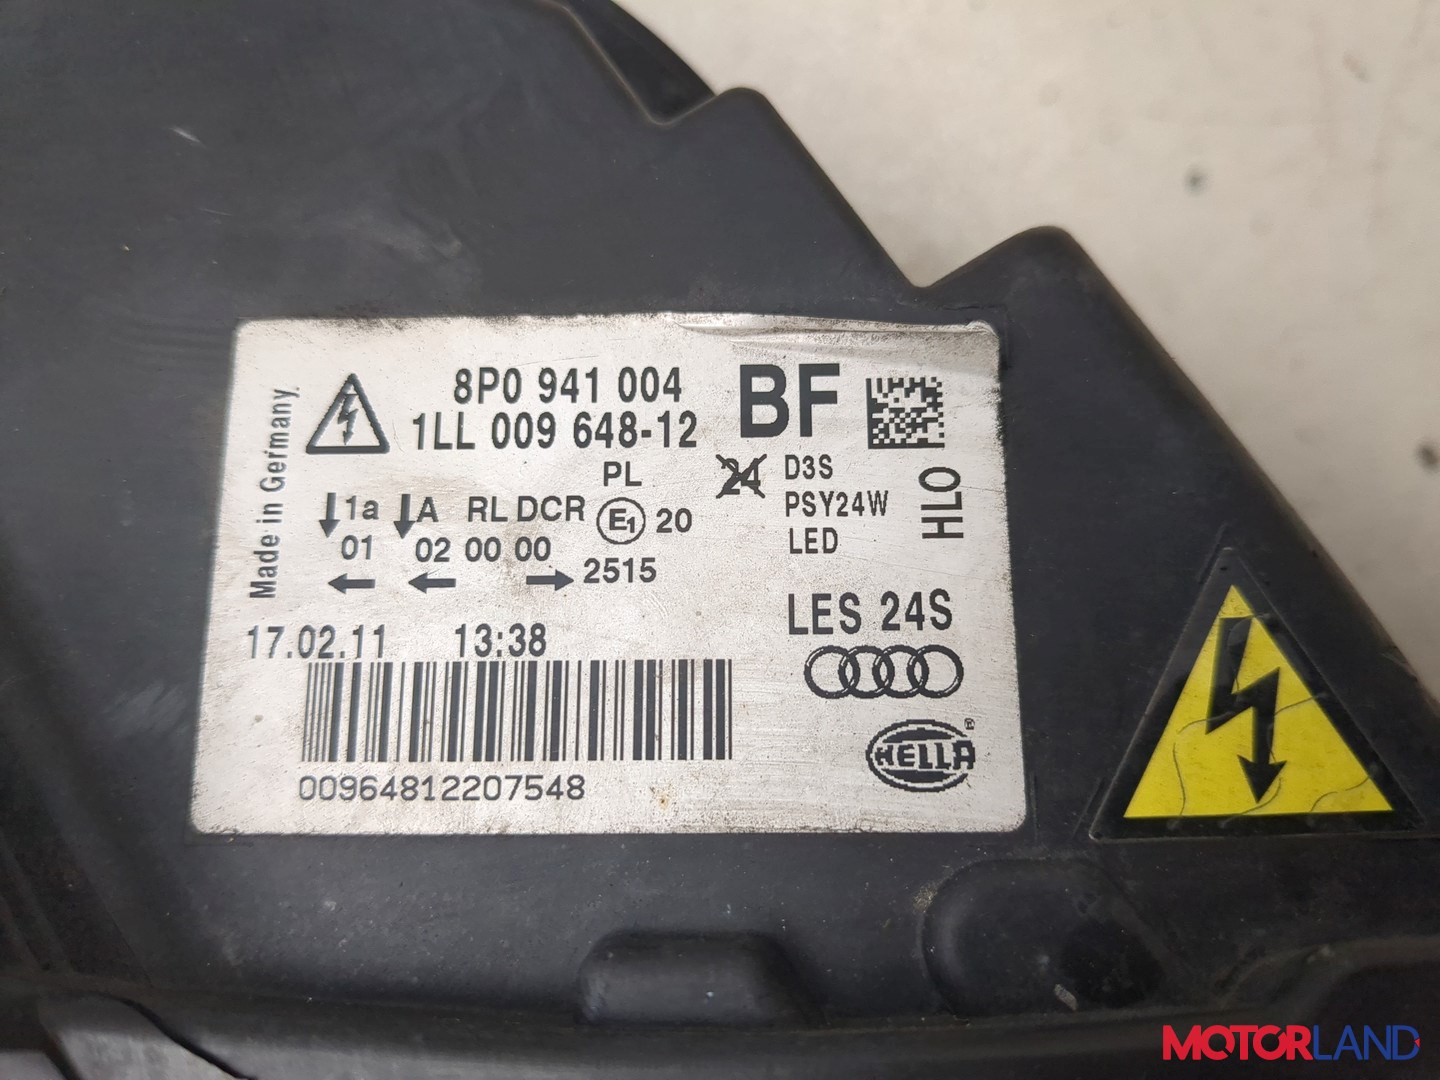 Made in Germany
8P0 941 004
1LL 009 648-12
BF
PL
24 D3S
PSY24W
LED
HLO
1a A RL DCR E1 20
01 02 00 00
2515
LES 24S
17.02.11 13:38
00964812207548
HELLA®
MOTORLAND